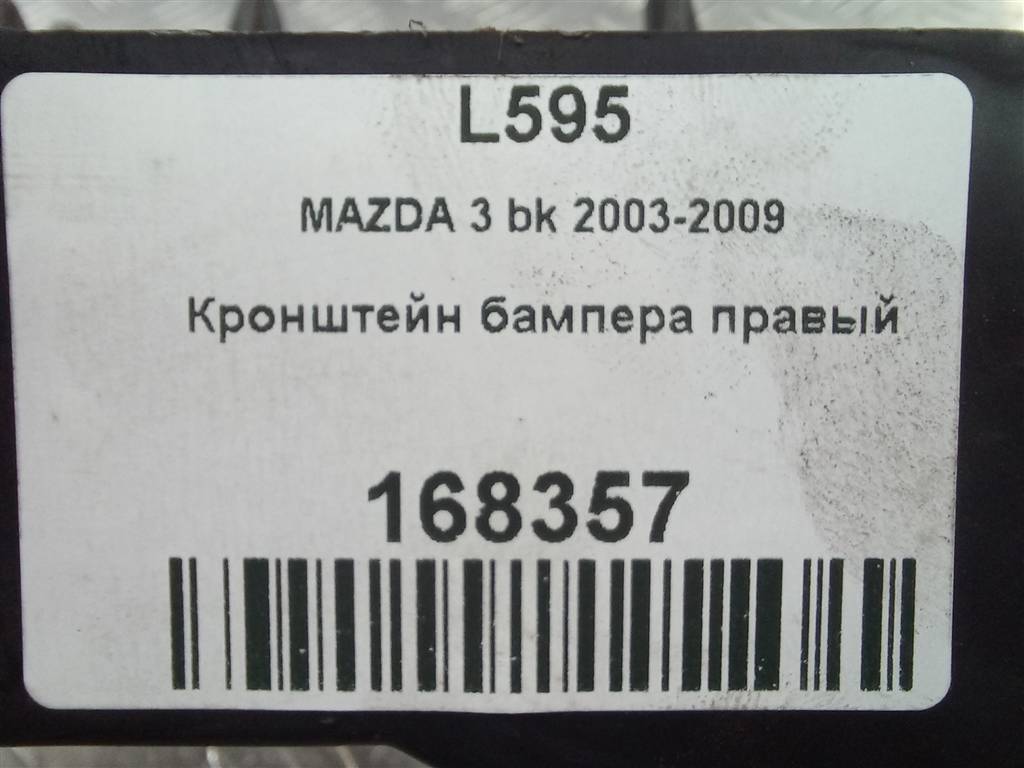 L595
MAZDA 3 bk 2003-2009
Кронштейн бампера правый
168357